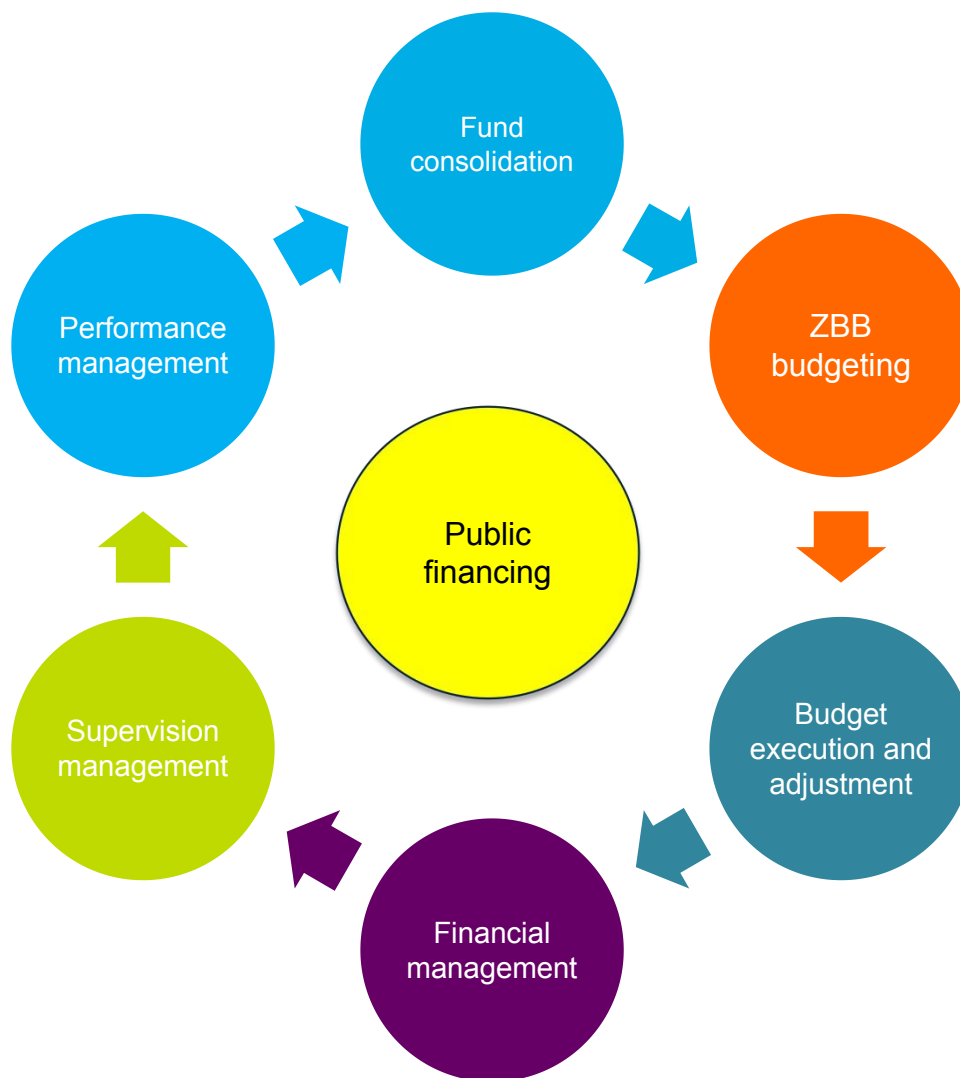 Fund
consolidation
Performance
management
ZBB
budgeting
Public
financing
Supervision
management
Budget
execution and
adjustment
Financial
management